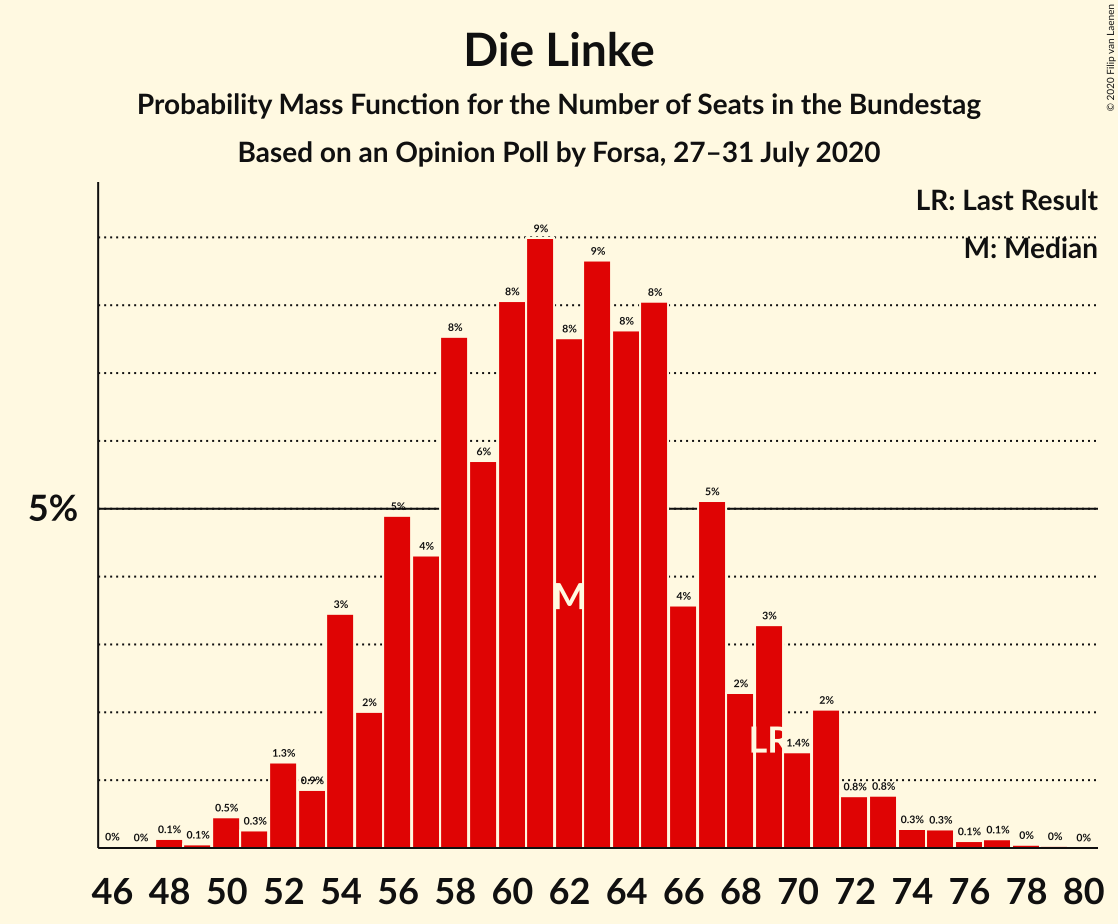 Die Linke
Probability Mass Function for the Number of Seats in the Bundestag
Based on an Opinion Poll by Forsa, 27–31 July 2020
© 2020 Filip van Laenen
LR: Last Result
M: Median
5%
0% 0% 0.1% 0.1% 0.5% 0.3% 1.3% 0.9% 3% 2% 5% 4% 8% 6% 8% 9% 8% 9% 8% 8% 4% 5% 2% 3% 1.4% 2% 0.8% 0.8% 0.3% 0.3% 0.1% 0.1% 0% 0% 0%
M
LR
46 48 50 52 54 56 58 60 62 64 66 68 70 72 74 76 78 80